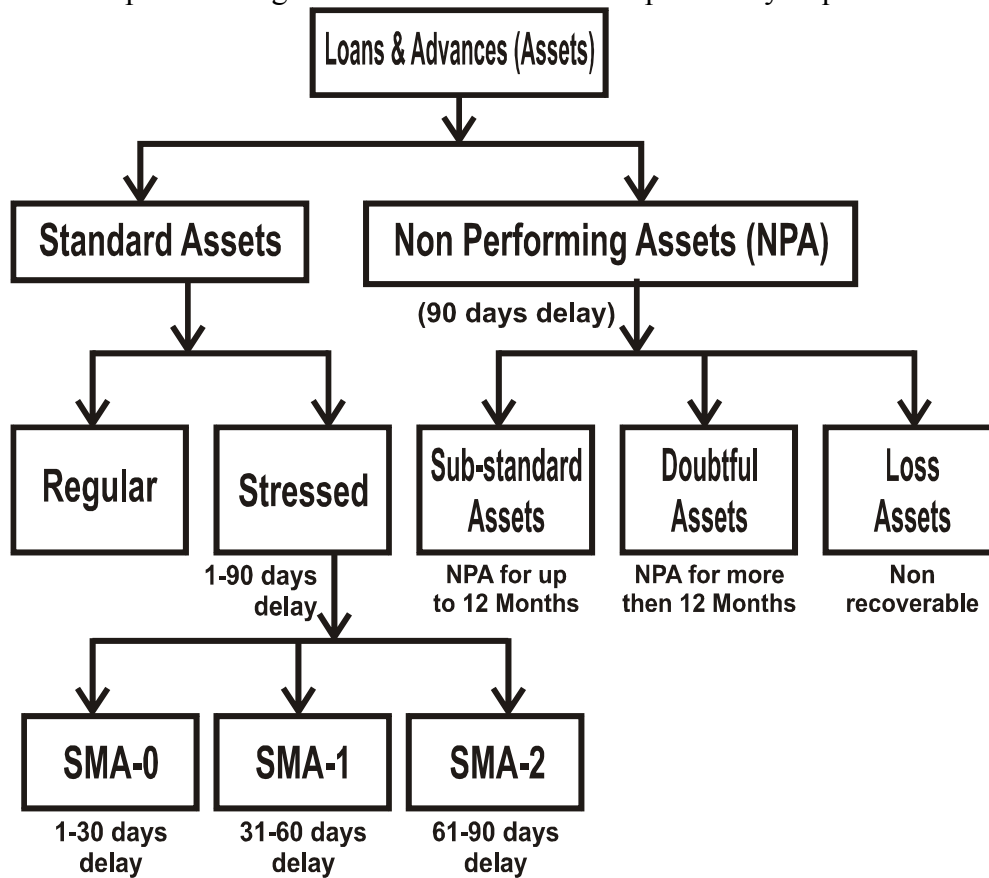 Loans & Advances (Assets)
Standard Assets
Non Performing Assets (NPA)
(90 days delay)
Regular
Stressed
Sub-standard
Assets
Doubtful
Assets
Loss
Assets
1-90 days
delay
NPA for up
to 12 Months
NPA for more
then 12 Months
Non
recoverable
SMA-0
SMA-1
SMA-2
1-30 days
delay
31-60 days
delay
61-90 days
delay